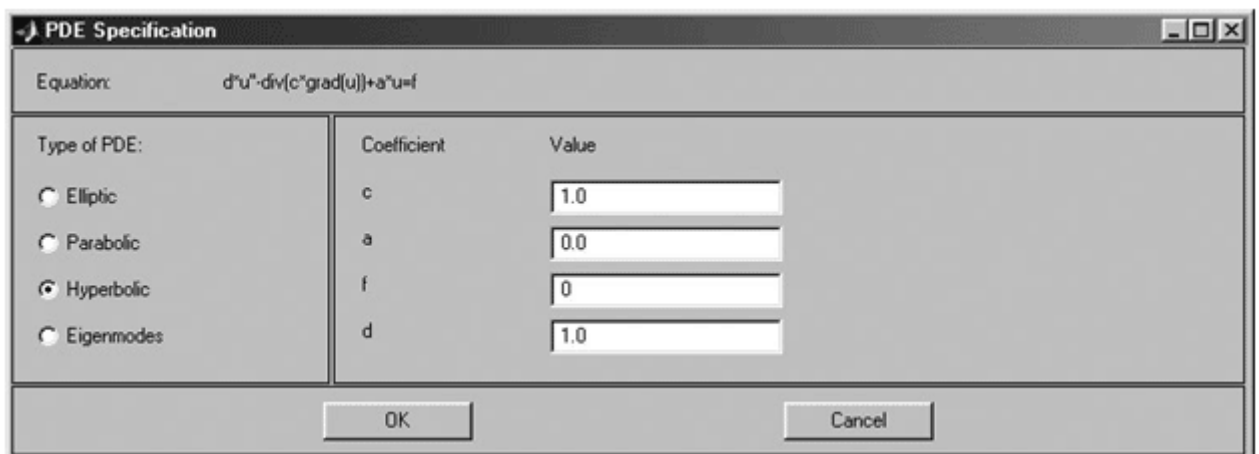 PDE Specification
Equation: d*u''-div(c*grad(u))+a*u=f
Type of PDE:
Elliptic
Parabolic
Hyperbolic
Eigenmodes
Coefficient Value
c 1.0
a 0.0
f 0
d 1.0
OK Cancel